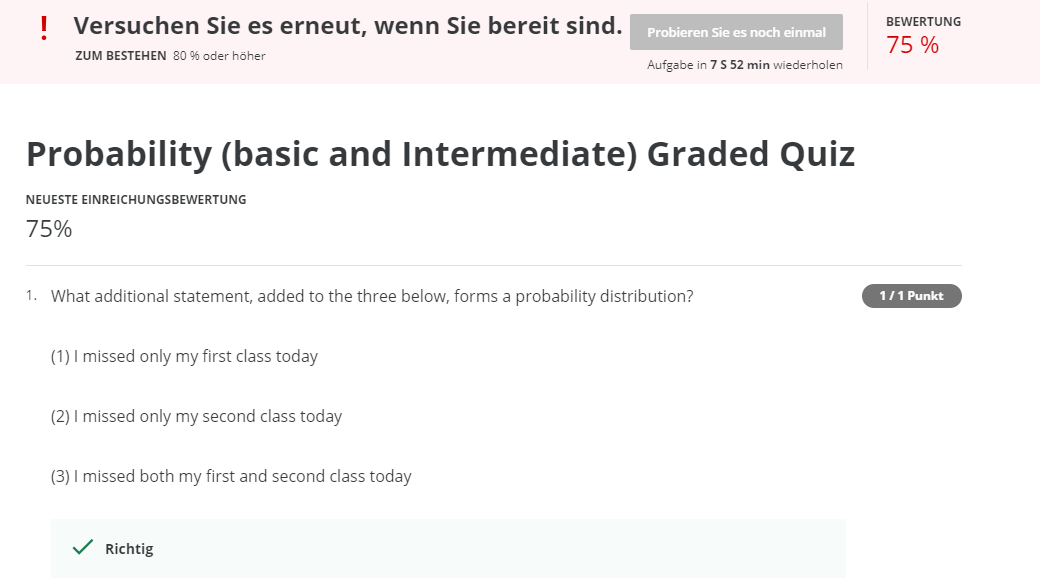 ! Versuchen Sie es erneut, wenn Sie bereit sind.
ZUM BESTEHEN 80 % oder höher
Probieren Sie es noch einmal
Aufgabe in 7 S 52 min wiederholen
BEWERTUNG
75 %
Probability (basic and Intermediate) Graded Quiz
NEUESTE EINREICHUNGSBEWERTUNG
75%
1. What additional statement, added to the three below, forms a probability distribution?
1 / 1 Punkt
(1) I missed only my first class today
(2) I missed only my second class today
(3) I missed both my first and second class today
Richtig